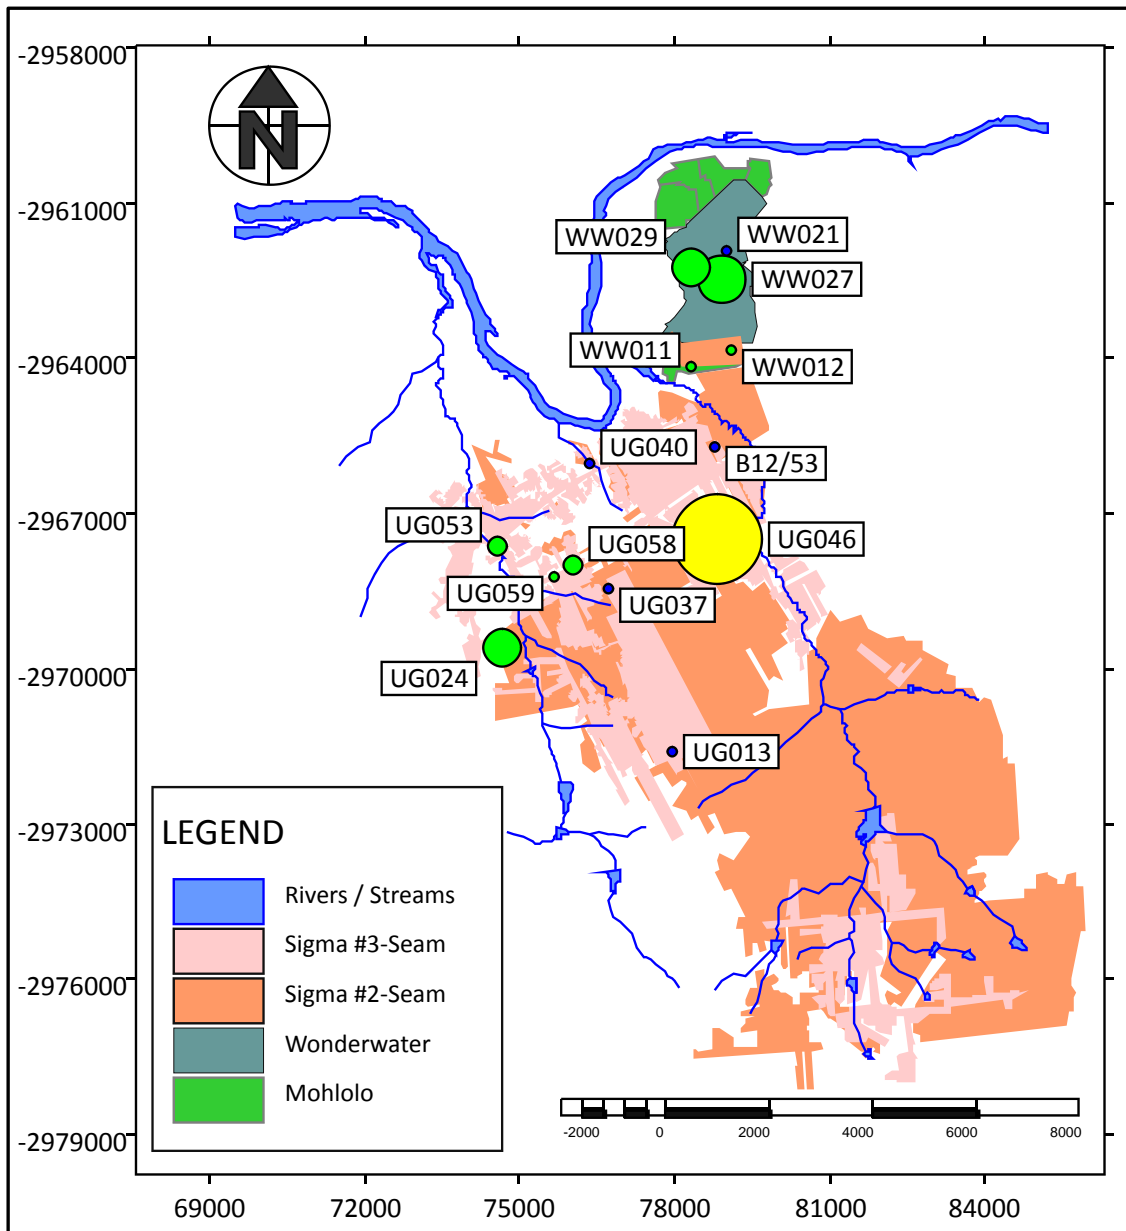 -2958000
N
-2961000
WW029
WW021
WW027
-2964000
WW011
WW012
UG040
B12/53
-2967000
UG053
UG058
UG046
UG059
UG037
-2970000
UG024
UG013
-2973000
LEGEND
Rivers / Streams
Sigma #3-Seam
Sigma #2-Seam
Wonderwater
Mohlolo
-2976000
-2979000
-2000
0
2000
4000
6000
8000
69000
72000
75000
78000
81000
84000